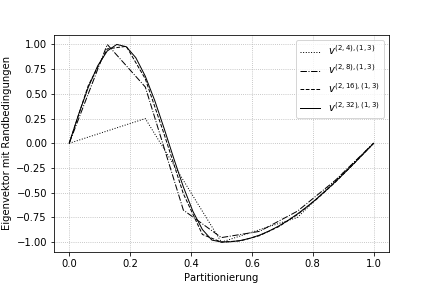 1.00
0.75
0.50
0.25
0.00
−0.25
−0.50
−0.75
−1.00
Eigenvektor mit Randbedingungen
v^{(2,4),(1,3)}
v^{(2,8),(1,3)}
v^{(2,16),(1,3)}
v^{(2,32),(1,3)}
0.0 0.2 0.4 0.6 0.8 1.0
Partitionierung